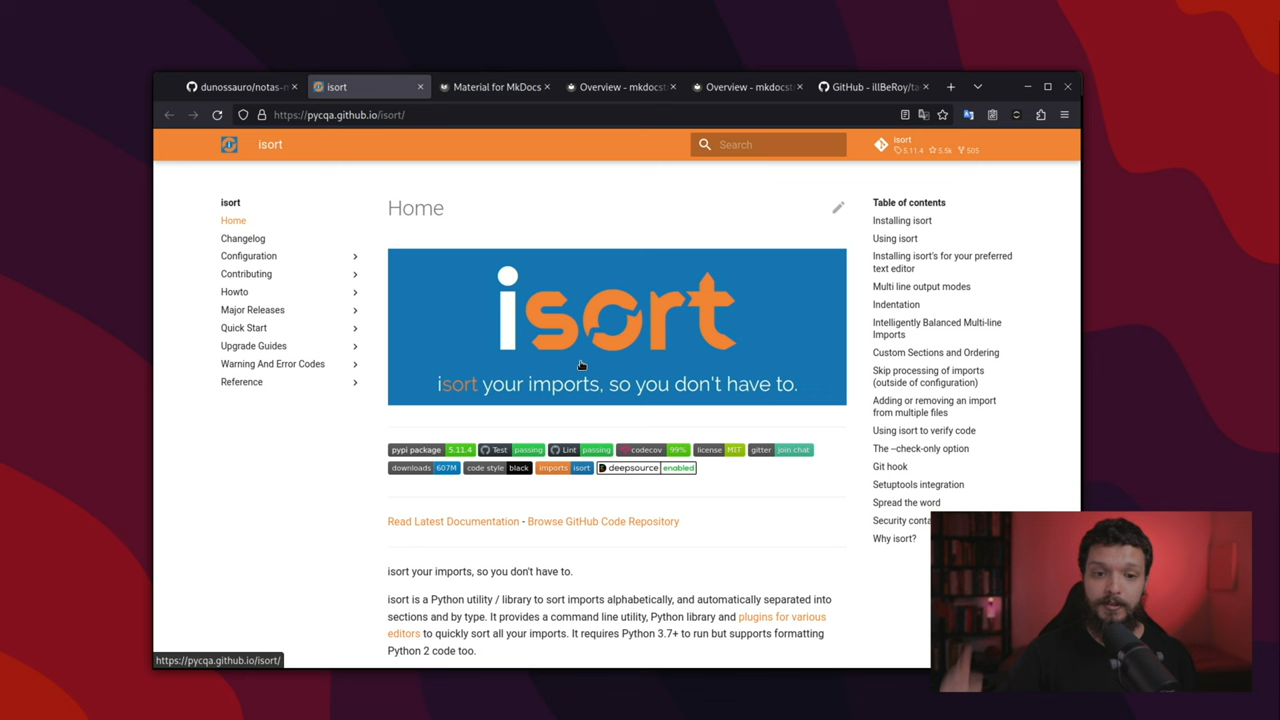 dunossauro/notas-
isort
Material for MkDocs
Overview - mkdocst
Overview - mkdocst
GitHub - illBeRoy/ta
https://pycqa.github.io/isort/
isort
Search
isort
5.11.4 5.5k 505
isort
Home
Changelog
Configuration
Contributing
Howto
Major Releases
Quick Start
Upgrade Guides
Warning And Error Codes
Reference
Home
isort
isort your imports, so you don't have to.
pypi package 5.11.4 Test passing Lint passing codecov 99% license MIT gitter join chat
downloads 607M code style black imports isort deepsource enabled
Read Latest Documentation - Browse GitHub Code Repository
isort your imports, so you don't have to.
isort is a Python utility / library to sort imports alphabetically, and automatically separated into
sections and by type. It provides a command line utility, Python library and plugins for various
editors to quickly sort all your imports. It requires Python 3.7+ to run but supports formatting
Python 2 code too.
Table of contents
Installing isort
Using isort
Installing isort's for your preferred
text editor
Multi line output modes
Indentation
Intelligently Balanced Multi-line
Imports
Custom Sections and Ordering
Skip processing of imports
(outside of configuration)
Adding or removing an import
from multiple files
Using isort to verify code
The --check-only option
Git hook
Setuptools integration
Spread the word
Security conta
Why isort?
https://pycqa.github.io/isort/